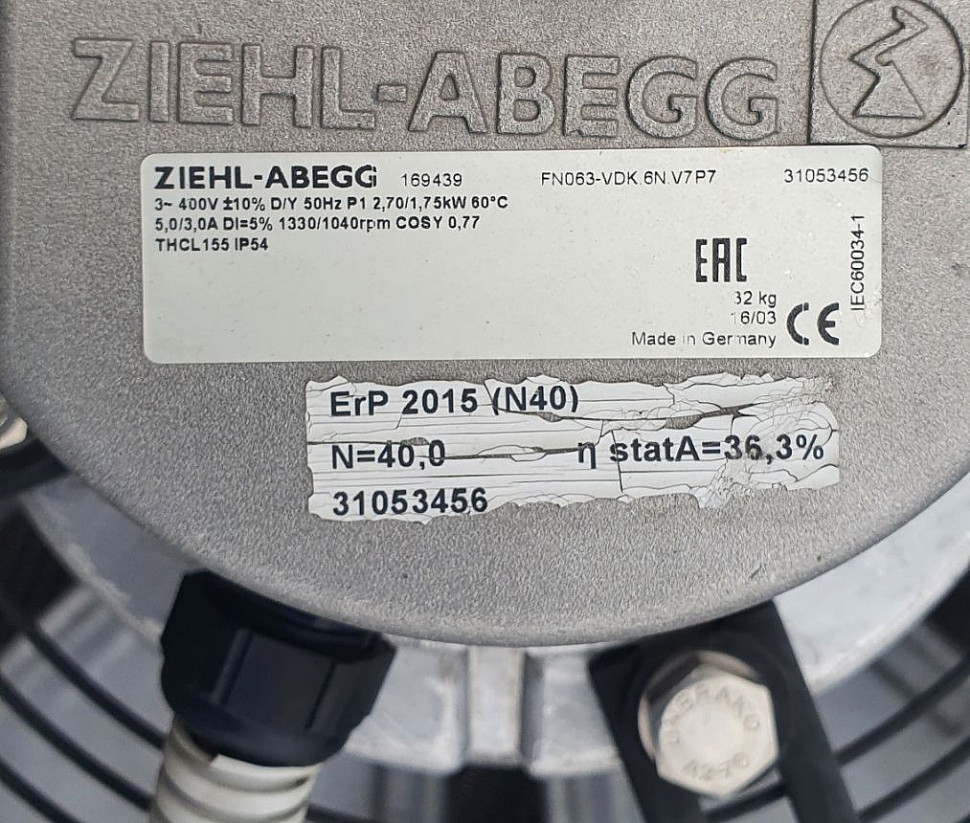 ZIEHL-ABEGG
ZIEHL-ABEGG 169439 FN063-VDK.6N.V7P7 31053456
3~ 400V ±10% D/Y 50Hz P1 2,70/1,75kW 60°C
5,0/3,0A DI=5% 1330/1040rpm COSY 0,77
THCL155 IP54
EAC
32 kg
16/03
Made in Germany
CE
IEC60034-1
ErP 2015 (N40)
N=40,0 η statA=36,3%
31053456
UNBRAKO
A2-70